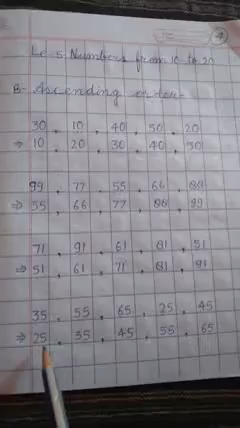 Le 5 Numbers from 10 to 20
B- Ascending order-
30, 10, 40, 50, 20
⇒ 10, 20, 30, 40, 50
99, 77, 55, 66, 88
⇒ 55, 66, 77, 88, 99
71, 91, 61, 81, 51
⇒ 51, 61, 71, 81, 91
35, 55, 65, 25, 45
⇒ 25, 35, 45, 55, 65